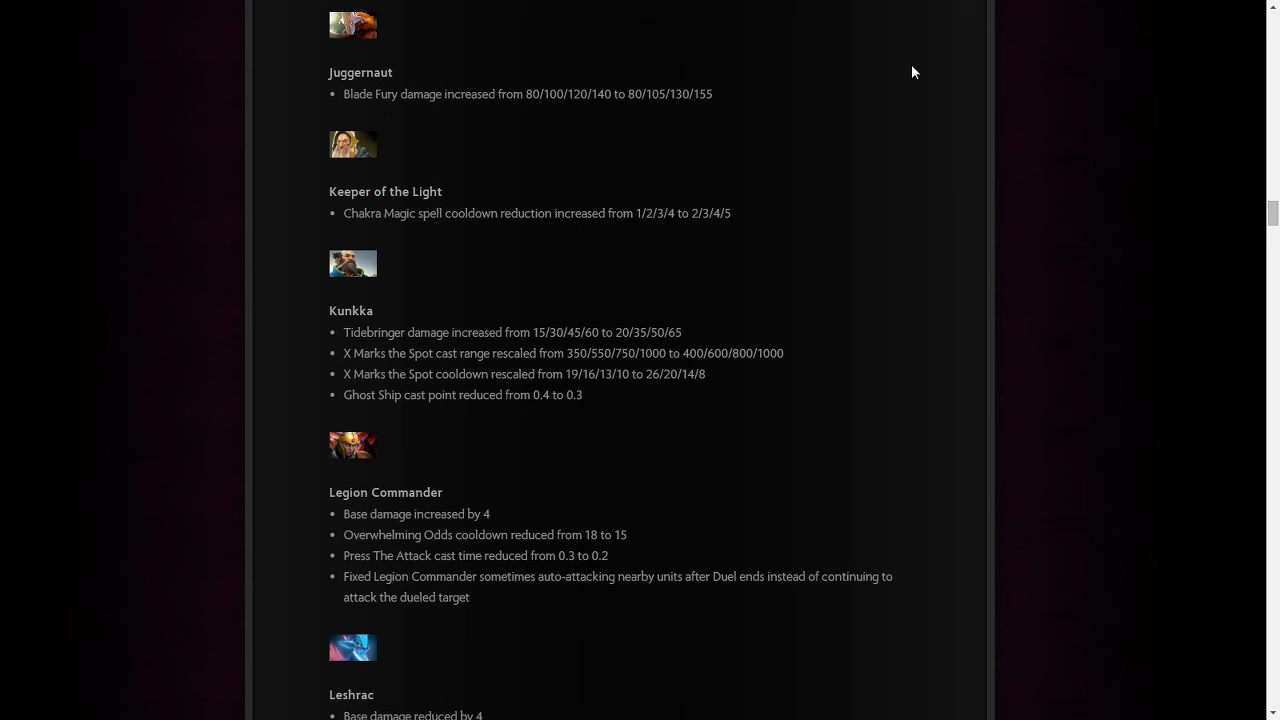 Juggernaut
• Blade Fury damage increased from 80/100/120/140 to 80/105/130/155
Keeper of the Light
• Chakra Magic spell cooldown reduction increased from 1/2/3/4 to 2/3/4/5
Kunkka
• Tidebringer damage increased from 15/30/45/60 to 20/35/50/65
• X Marks the Spot cast range rescaled from 350/550/750/1000 to 400/600/800/1000
• X Marks the Spot cooldown rescaled from 19/16/13/10 to 26/20/14/8
• Ghost Ship cast point reduced from 0.4 to 0.3
Legion Commander
• Base damage increased by 4
• Overwhelming Odds cooldown reduced from 18 to 15
• Press The Attack cast time reduced from 0.3 to 0.2
• Fixed Legion Commander sometimes auto-attacking nearby units after Duel ends instead of continuing to
attack the dueled target
Leshrac
• Base damage reduced by 4